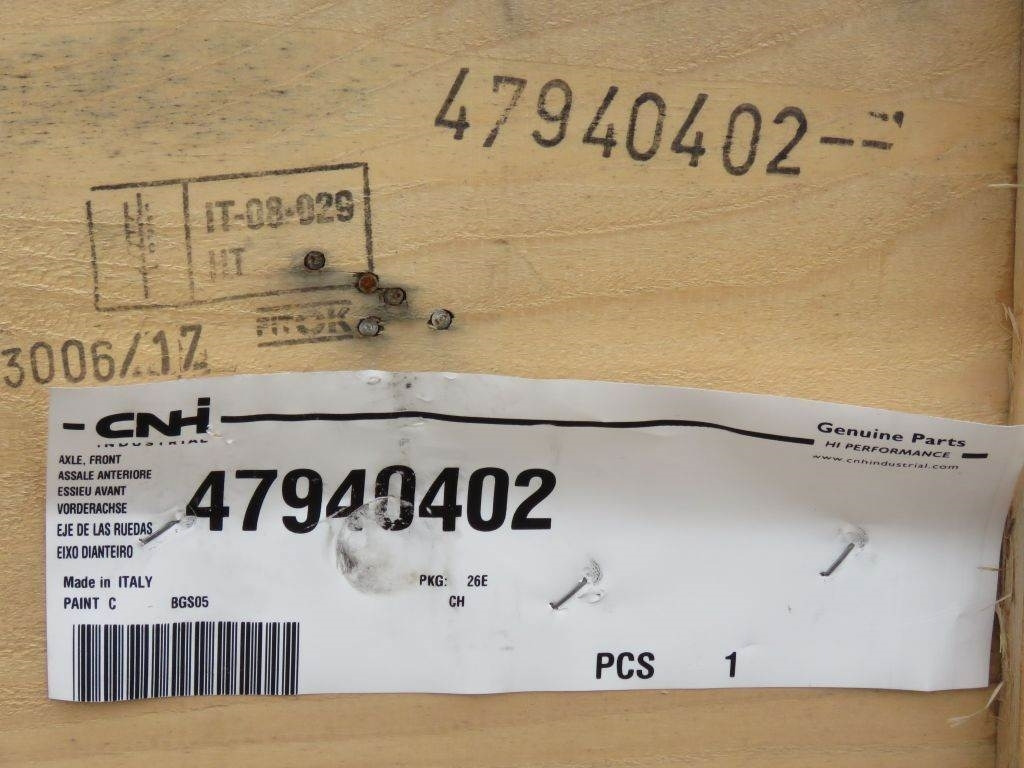 47940402--
IT-08-029
HT
FITOK
3006/17
CNH
INDUSTRIAL
Genuine Parts
HI PERFORMANCE
www.cnhindustrial.com
AXLE, FRONT
ASSALE ANTERIORE
ESSIEU AVANT
VORDERACHSE
EJE DE LAS RUEDAS
EIXO DIANTEIRO
47940402
Made in ITALY
PKG: 26E
PAINT C BGS05
CH
PCS 1